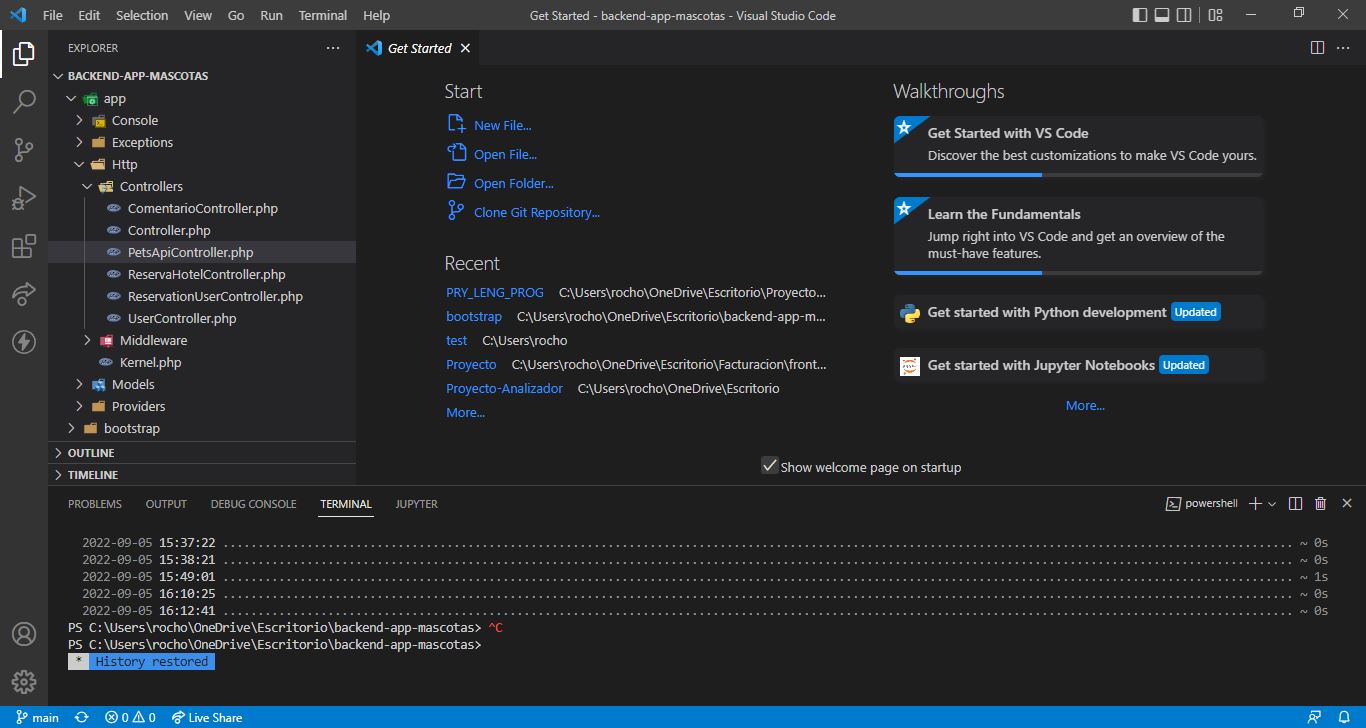 File Edit Selection View Go Run Terminal Help
Get Started - backend-app-mascotas - Visual Studio Code
EXPLORER
BACKEND-APP-MASCOTAS
app
Console
Exceptions
Http
Controllers
ComentarioController.php
Controller.php
PetsApiController.php
ReservaHotelController.php
ReservationUserController.php
UserController.php
Middleware
Kernel.php
Models
Providers
bootstrap
OUTLINE
TIMELINE
Get Started
Start
New File...
Open File...
Open Folder...
Clone Git Repository...
Recent
PRY_LENG_PROG C:\Users\rocho\OneDrive\Escritorio\Proyecto...
bootstrap C:\Users\rocho\OneDrive\Escritorio\backend-app-m...
test C:\Users\rocho
Proyecto C:\Users\rocho\OneDrive\Escritorio\Facturacion\front...
Proyecto-Analizador C:\Users\rocho\OneDrive\Escritorio
More...
Walkthroughs
Get Started with VS Code
Discover the best customizations to make VS Code yours.
Learn the Fundamentals
Jump right into VS Code and get an overview of the
must-have features.
Get started with Python development Updated
Get started with Jupyter Notebooks Updated
More...
Show welcome page on startup
PROBLEMS OUTPUT DEBUG CONSOLE TERMINAL JUPYTER
powershell
2022-09-05 15:37:22 ........................................ ~ 0s
2022-09-05 15:38:21 ........................................ ~ 0s
2022-09-05 15:49:01 ........................................ ~ 1s
2022-09-05 16:10:25 ........................................ ~ 0s
2022-09-05 16:12:41 ........................................ ~ 0s
PS C:\Users\rocho\OneDrive\Escritorio\backend-app-mascotas> ^C
PS C:\Users\rocho\OneDrive\Escritorio\backend-app-mascotas>
* History restored
main 0 0 Live Share